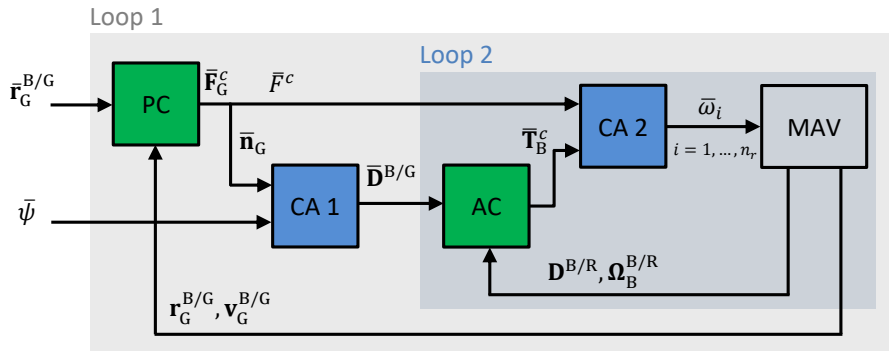 Loop 1
Loop 2
r̄_G^{B/G}
PC
F̄_G^c
F̄^c
n̄_G
CA 2
ω̄_i
i = 1, … , n_r
MAV
T̄_B^c
D̄^{B/G}
AC
CA 1
ψ̄
D^{B/R}, Ω_B^{B/R}
r_G^{B/G}, v_G^{B/G}